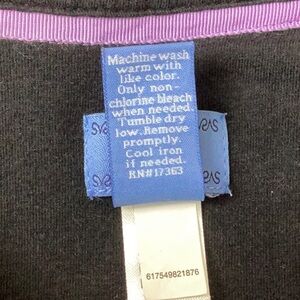 Machine wash
warm with
like color.
Only non-
chlorine bleach
when needed.
Tumble dry
low. Remove
promptly.
Cool iron
if needed.
RN#17363
617549821876